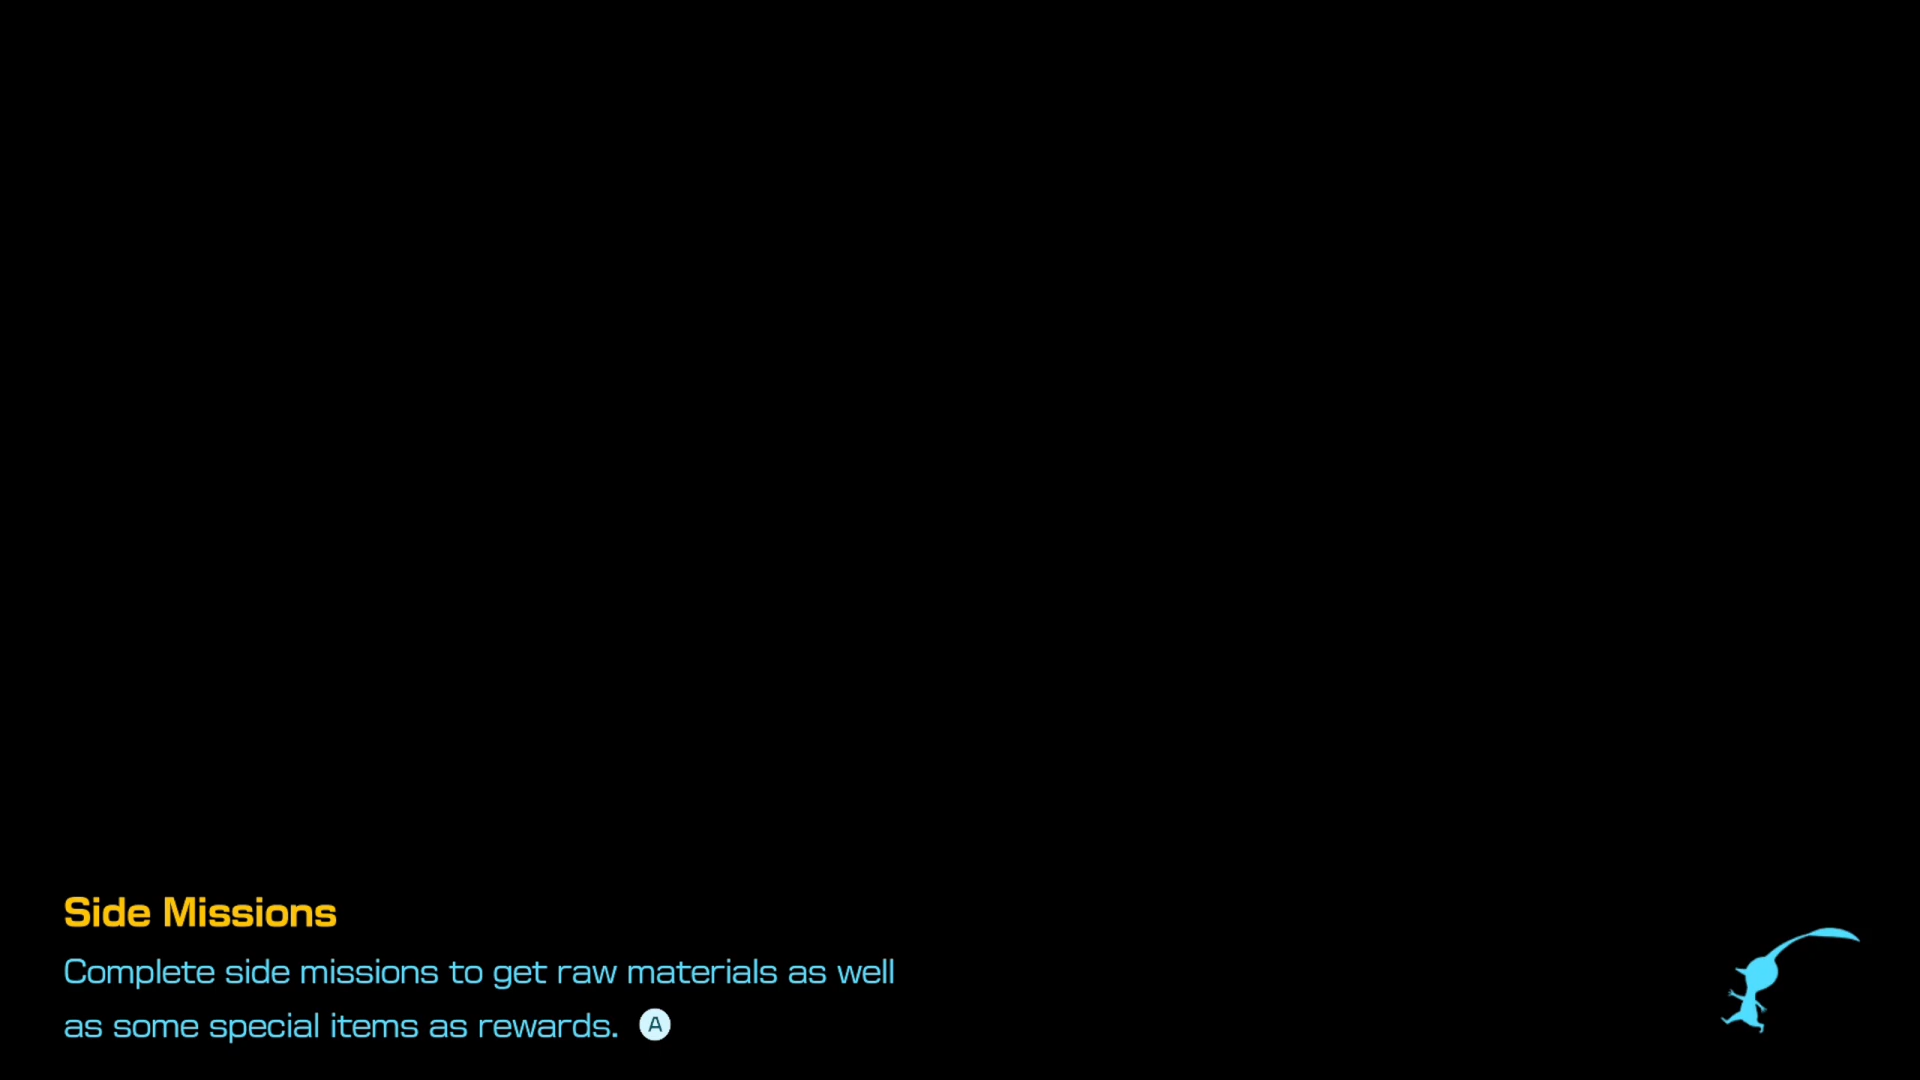 Side Missions
Complete side missions to get raw materials as well
as some special items as rewards. A